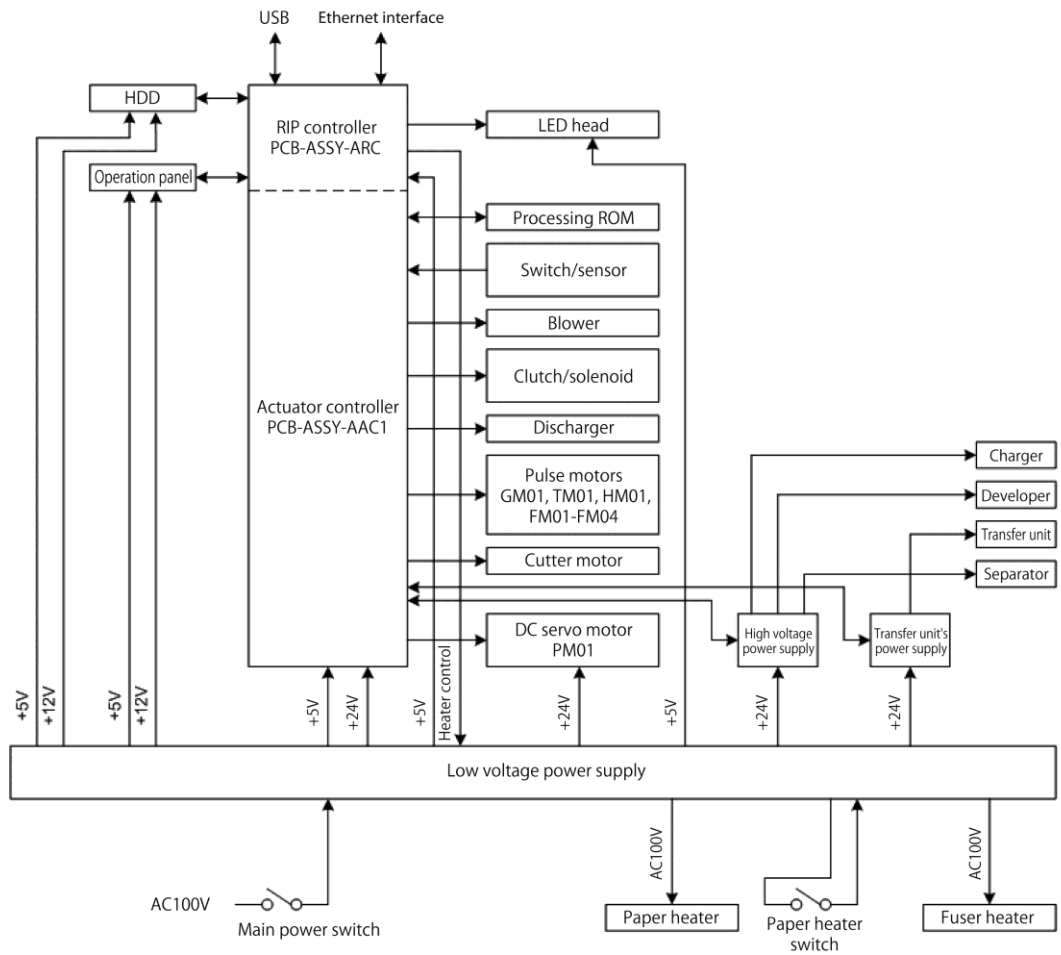 USB
Ethernet interface
HDD
RIP controller
PCB-ASSY-ARC
LED head
Operation panel
Processing ROM
Switch/sensor
Blower
Clutch/solenoid
Actuator controller
PCB-ASSY-AAC1
Discharger
Charger
Pulse motors
GM01, TM01, HM01,
FM01-FM04
Developer
Transfer unit
Cutter motor
Separator
DC servo motor
PM01
High voltage
power supply
Transfer unit's
power supply
+5V
+12V
+5V
+12V
+5V
+24V
+5V
Heater control
+24V
+5V
+24V
+24V
Low voltage power supply
AC100V
AC100V
AC100V
Main power switch
Paper heater
Paper heater
switch
Fuser heater